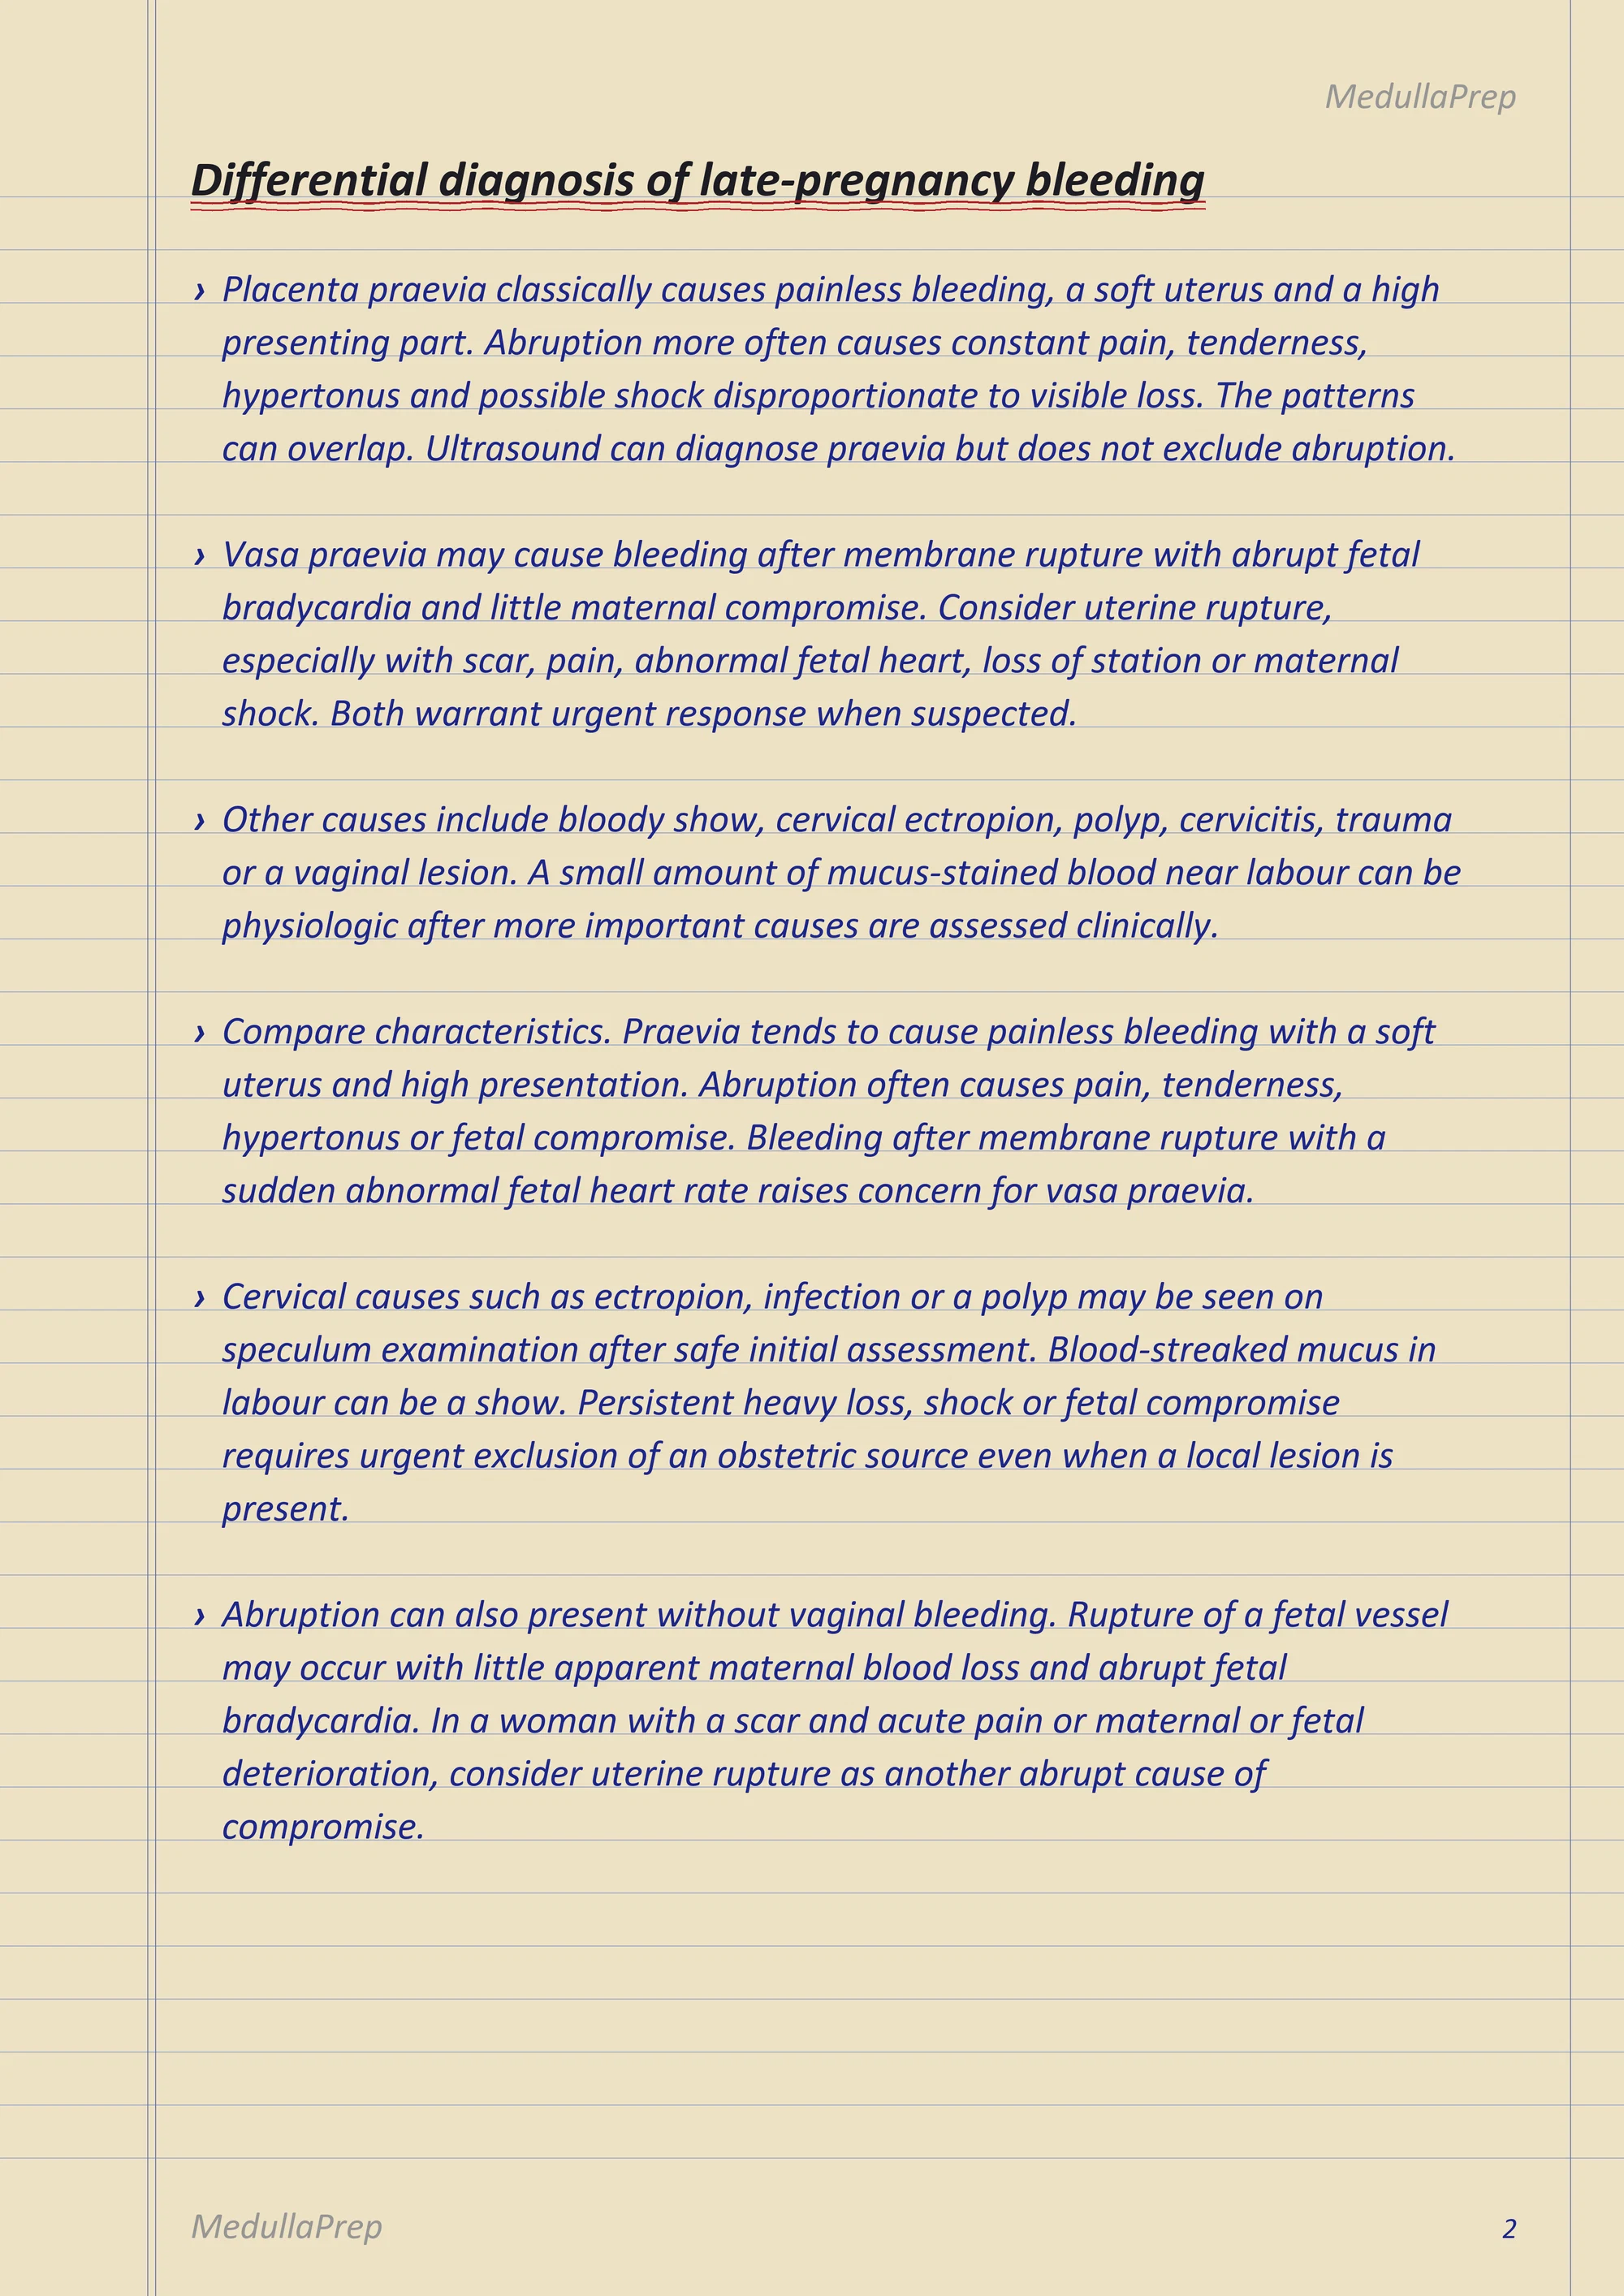 MedullaPrep
Differential diagnosis of late-pregnancy bleeding
› Placenta praevia classically causes painless bleeding, a soft uterus and a high
presenting part. Abruption more often causes constant pain, tenderness,
hypertonus and possible shock disproportionate to visible loss. The patterns
can overlap. Ultrasound can diagnose praevia but does not exclude abruption.
› Vasa praevia may cause bleeding after membrane rupture with abrupt fetal
bradycardia and little maternal compromise. Consider uterine rupture,
especially with scar, pain, abnormal fetal heart, loss of station or maternal
shock. Both warrant urgent response when suspected.
› Other causes include bloody show, cervical ectropion, polyp, cervicitis, trauma
or a vaginal lesion. A small amount of mucus-stained blood near labour can be
physiologic after more important causes are assessed clinically.
› Compare characteristics. Praevia tends to cause painless bleeding with a soft
uterus and high presentation. Abruption often causes pain, tenderness,
hypertonus or fetal compromise. Bleeding after membrane rupture with a
sudden abnormal fetal heart rate raises concern for vasa praevia.
› Cervical causes such as ectropion, infection or a polyp may be seen on
speculum examination after safe initial assessment. Blood-streaked mucus in
labour can be a show. Persistent heavy loss, shock or fetal compromise
requires urgent exclusion of an obstetric source even when a local lesion is
present.
› Abruption can also present without vaginal bleeding. Rupture of a fetal vessel
may occur with little apparent maternal blood loss and abrupt fetal
bradycardia. In a woman with a scar and acute pain or maternal or fetal
deterioration, consider uterine rupture as another abrupt cause of
compromise.
MedullaPrep
2